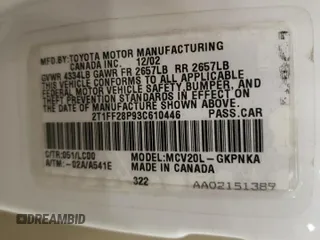 MFD.BY:TOYOTA MOTOR MANUFACTURING
CANADA INC. 12/02
GVWR 4334LB GAWR FR 2657LB RR 2657LB
THIS VEHICLE CONFORMS TO ALL APPLICABLE
FEDERAL MOTOR VEHICLE SAFETY, BUMPER, AND
THEFT PREVENTION STANDARDS IN EFFECT ON
THE DATE OF MANUFACTURE SHOWN ABOVE.
2T1FF28P93C610446 PASS.CAR
C/TR:051/LC00 MODEL:MCV20L-GKPNKA
A/TM:-02A/A541E MADE IN CANADA
322 AA02151389
DREAMBID